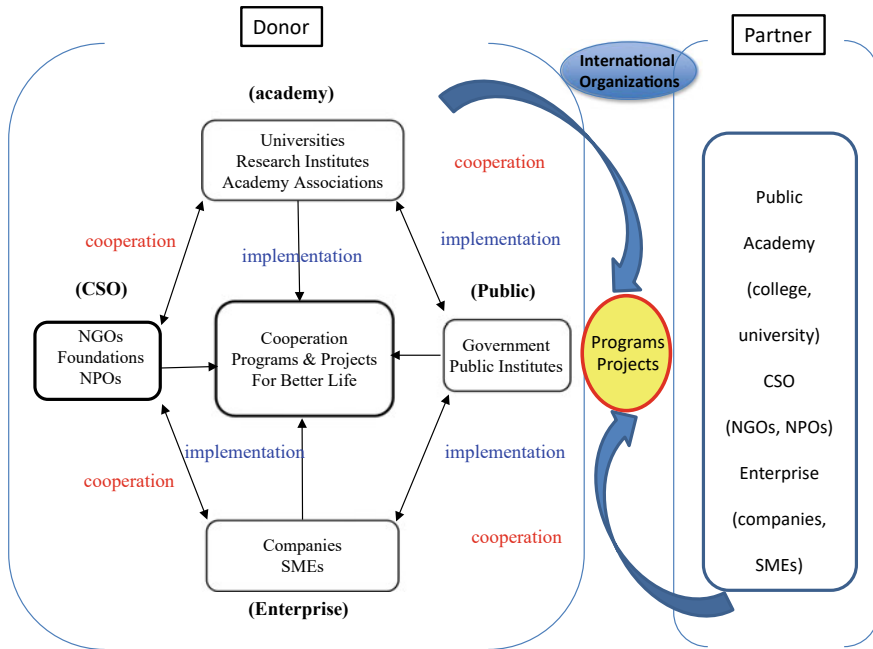 Donor
International
Organizations
Partner
(academy)
Universities
Research Institutes
Academy Associations
cooperation
cooperation
implementation
implementation
(CSO)
(Public)
NGOs
Foundations
NPOs
Cooperation
Programs & Projects
For Better Life
Government
Public Institutes
Programs
Projects
implementation
implementation
cooperation
cooperation
Companies
SMEs
(Enterprise)
Public
Academy
(college,
university)
CSO
(NGOs, NPOs)
Enterprise
(companies,
SMEs)